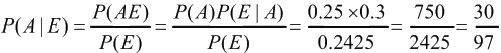 P(A | E) = P(AE)/P(E) = P(A)P(E | A)/P(E) = 0.25 ×0.3/0.2425 = 750/2425 = 30/97